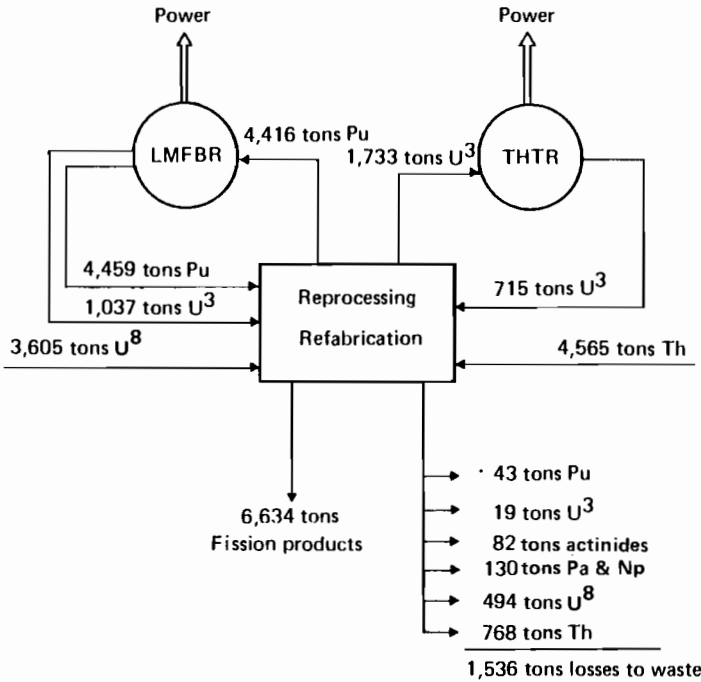 Power
Power
4,416 tons Pu
LMFBR
1,733 tons U³
THTR
4,459 tons Pu
1,037 tons U³
3,605 tons U⁸
Reprocessing
Refabrication
715 tons U³
4,565 tons Th
6,634 tons
Fission products
43 tons Pu
19 tons U³
82 tons actinides
130 tons Pa & Np
494 tons U⁸
768 tons Th
1,536 tons losses to waste